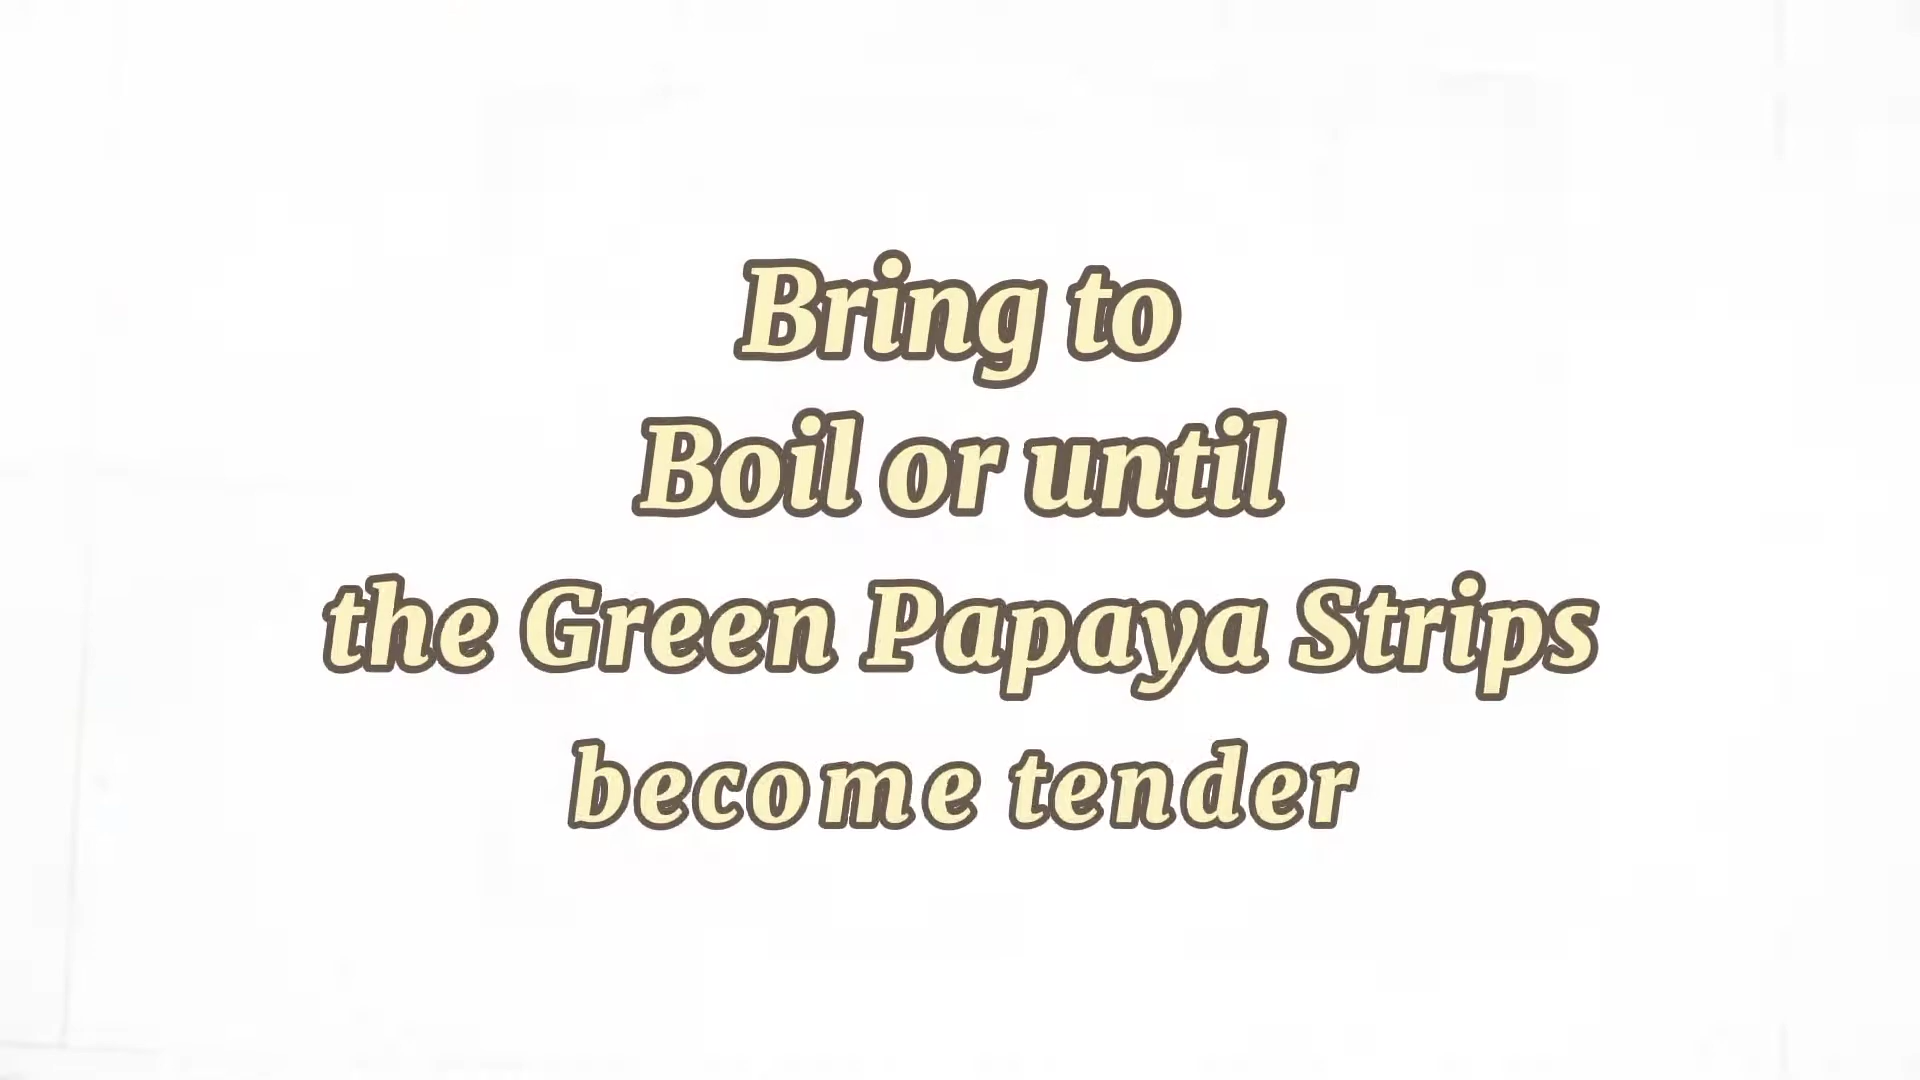 Bring to
Boil or until
the Green Papaya Strips
become tender